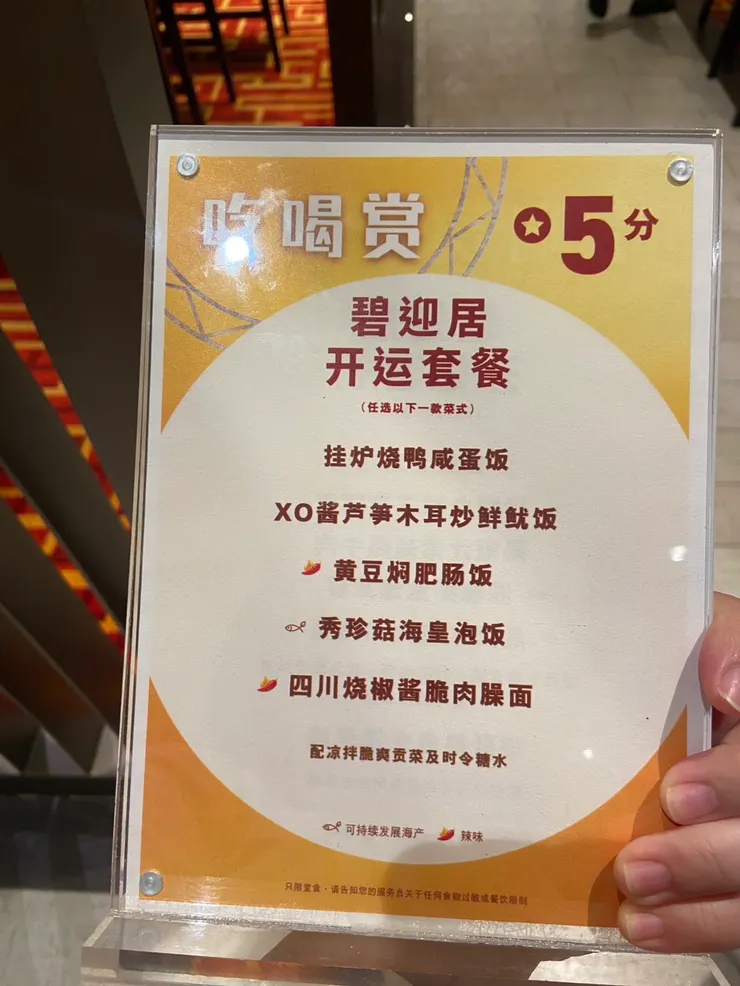 吃喝赏
5分
碧迎居
开运套餐
(任选以下一款菜式)
挂炉烧鸭咸蛋饭
XO酱芦笋木耳炒鲜鱿饭
黄豆焖肥肠饭
秀珍菇海皇泡饭
四川烧椒酱脆肉臊面
配凉拌脆爽贡菜及时令糖水
可持续发展海产 辣味
只限堂食·请告知您的服务员关于任何食物过敏或餐饮限制